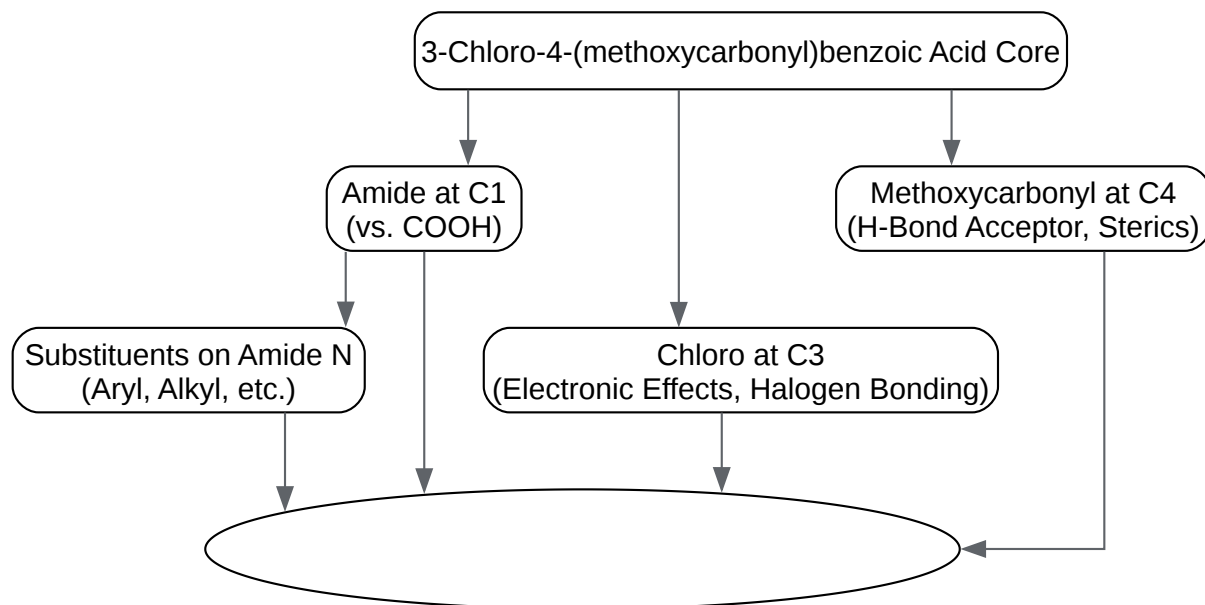 3-Chloro-4-(methoxycarbonyl)benzoic Acid Core
Amide at C1
(vs. COOH)
Methoxycarbonyl at C4
(H-Bond Acceptor, Sterics)
Substituents on Amide N
(Aryl, Alkyl, etc.)
Chloro at C3
(Electronic Effects, Halogen Bonding)